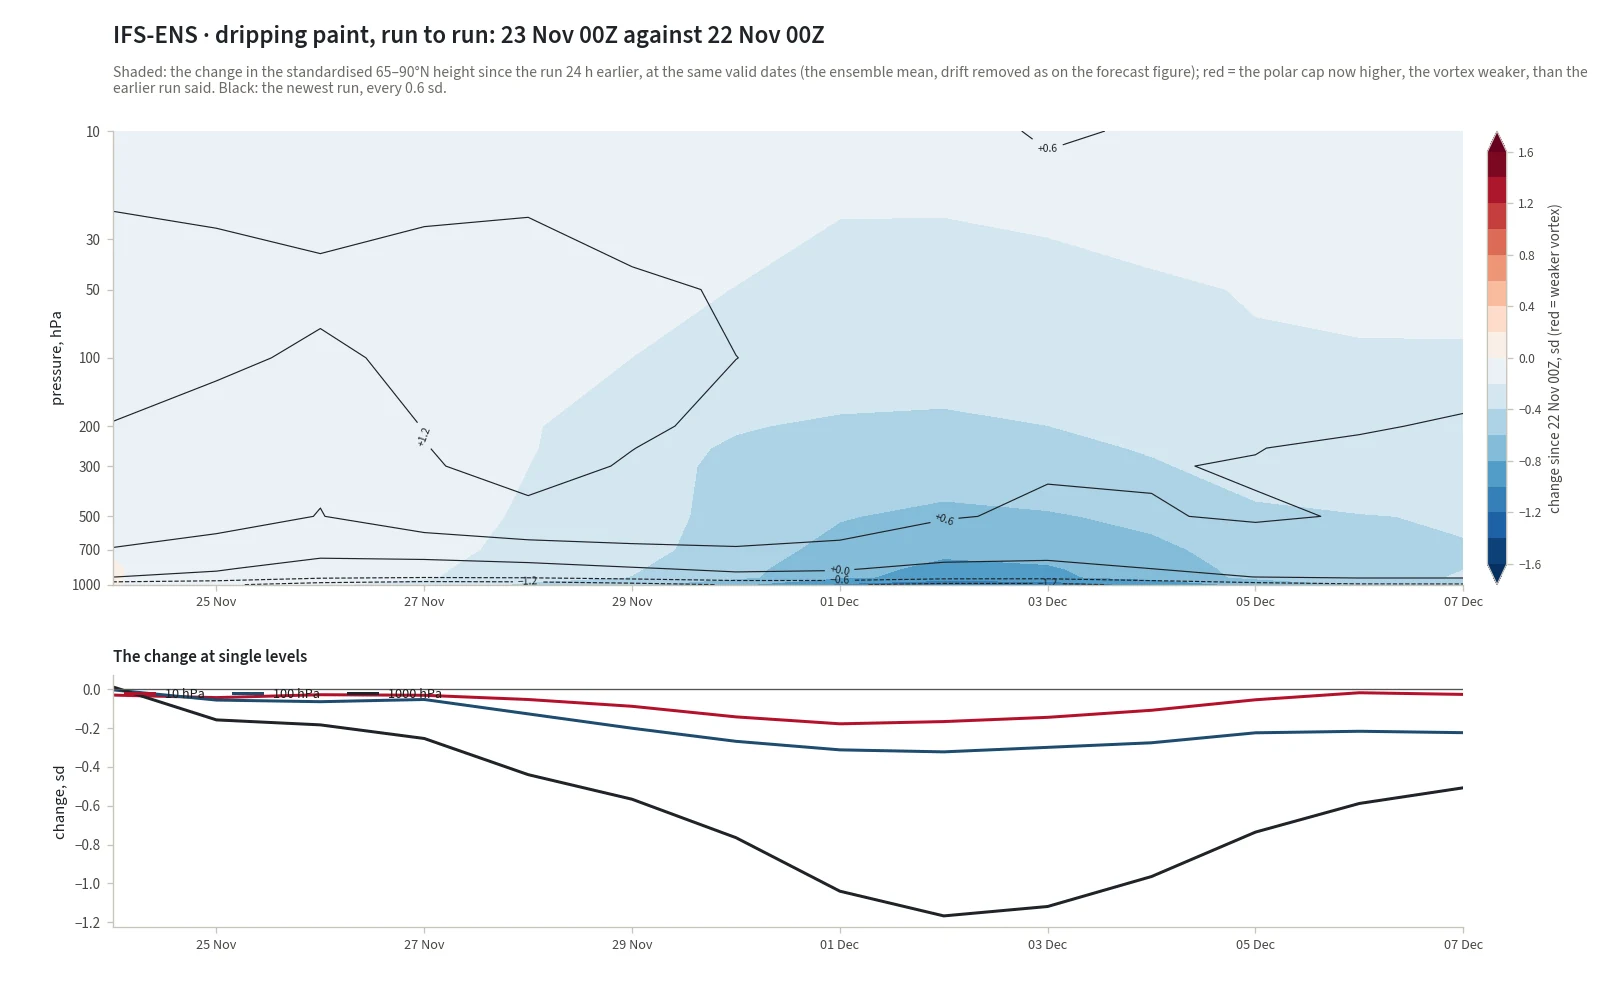 IFS-ENS · dripping paint, run to run: 23 Nov 00Z against 22 Nov 00Z
Shaded: the change in the standardised 65–90°N height since the run 24 h earlier, at the same valid dates (the ensemble mean, drift removed as on the forecast figure); red = the polar cap now higher, the vortex weaker, than the
earlier run said. Black: the newest run, every 0.6 sd.
10
30
50
100
200
300
500
700
1000
pressure, hPa
+0.6
+1.2
+0.6
+0.0
−0.6
−1.2
−1.2
25 Nov
27 Nov
29 Nov
01 Dec
03 Dec
05 Dec
07 Dec
1.6
1.2
0.8
0.4
0.0
−0.4
−0.8
−1.2
−1.6
change since 22 Nov 00Z, sd (red = weaker vortex)
The change at single levels
10 hPa
100 hPa
1000 hPa
0.0
−0.2
−0.4
−0.6
−0.8
−1.0
−1.2
change, sd
25 Nov
27 Nov
29 Nov
01 Dec
03 Dec
05 Dec
07 Dec